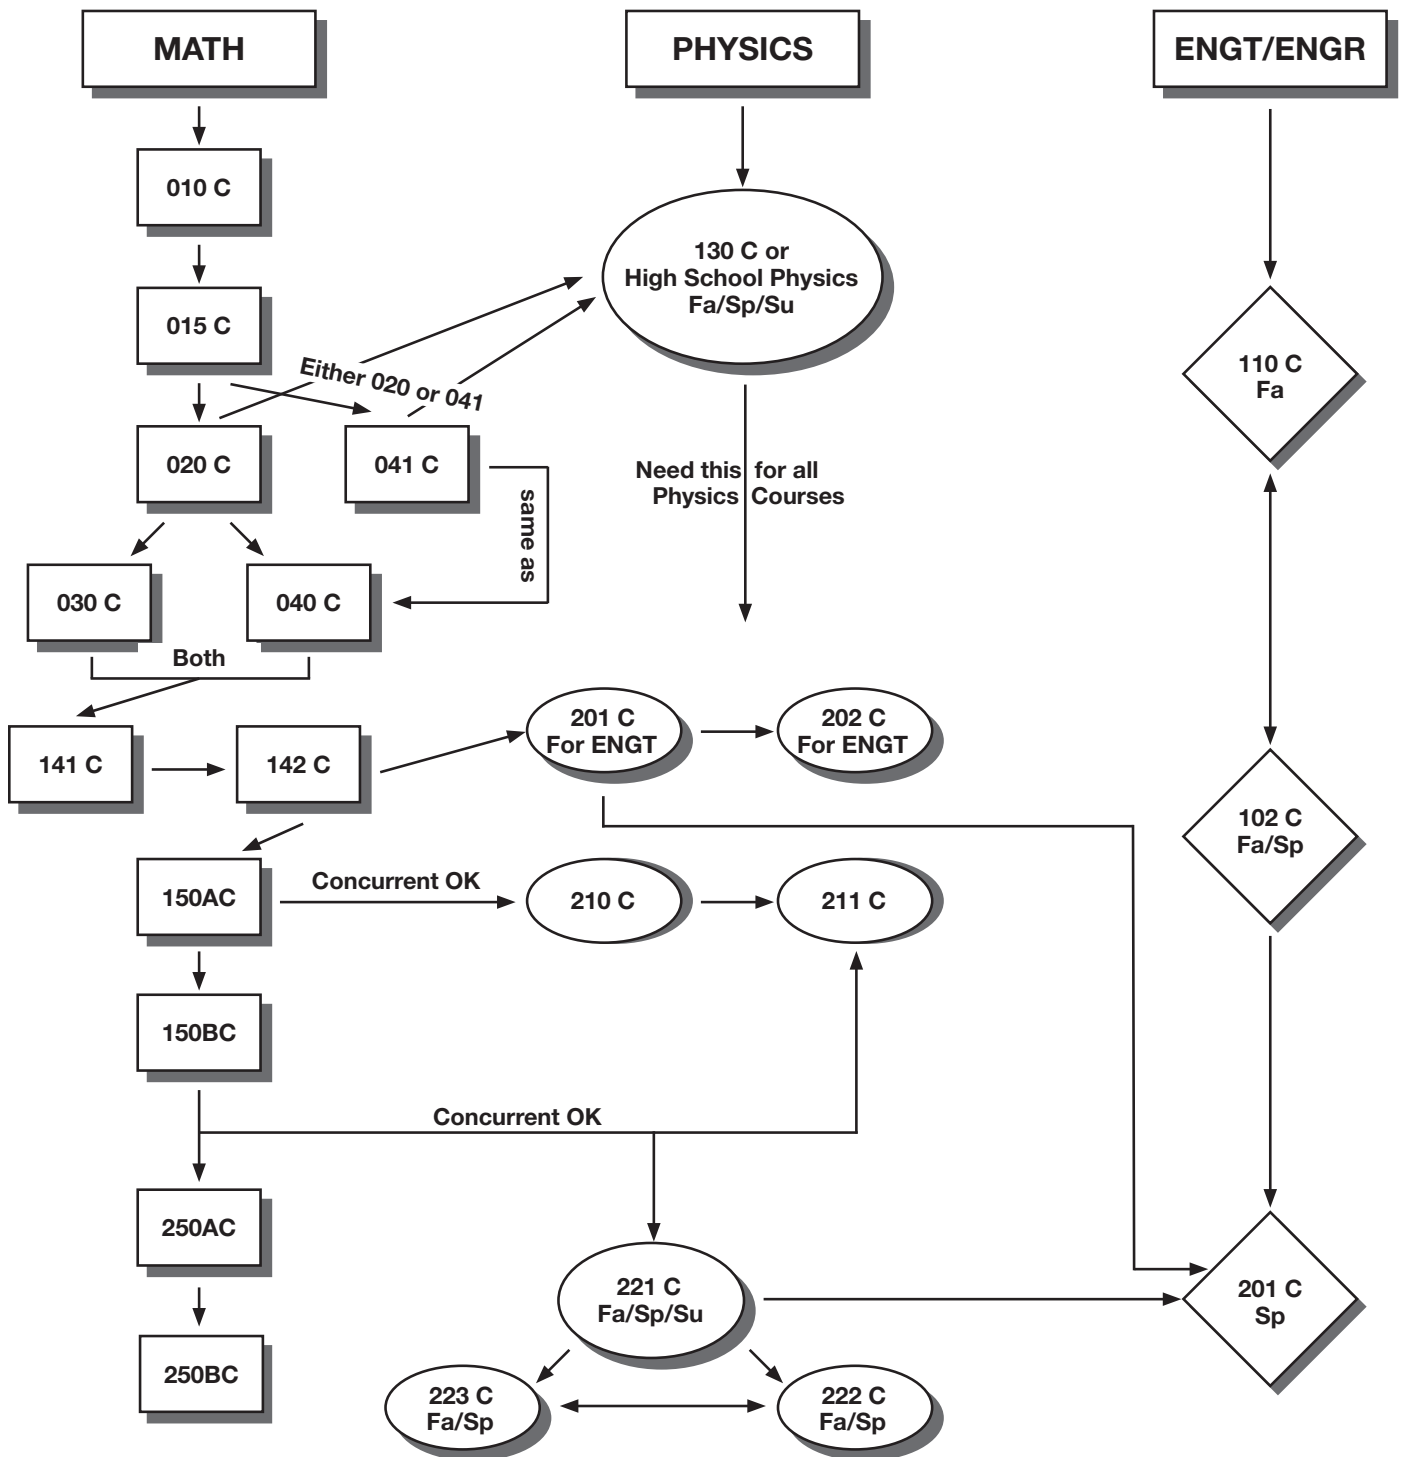 MATH
PHYSICS
ENGT/ENGR
010 C
130 C or
High School Physics
Fa/Sp/Su
015 C
Either 020 or 041
110 C
Fa
020 C
041 C
Need this for all
Physics Courses
same as
030 C
040 C
Both
201 C
For ENGT
202 C
For ENGT
141 C
142 C
102 C
Fa/Sp
150AC
Concurrent OK
210 C
211 C
150BC
Concurrent OK
250AC
221 C
Fa/Sp/Su
201 C
Sp
250BC
223 C
Fa/Sp
222 C
Fa/Sp